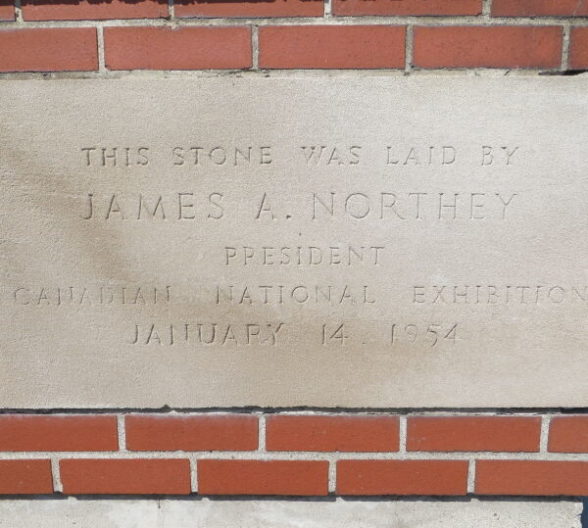 THIS STONE WAS LAID BY
JAMES A. NORTHEY
PRESIDENT
CANADIAN NATIONAL EXHIBITION
JANUARY 14 1954